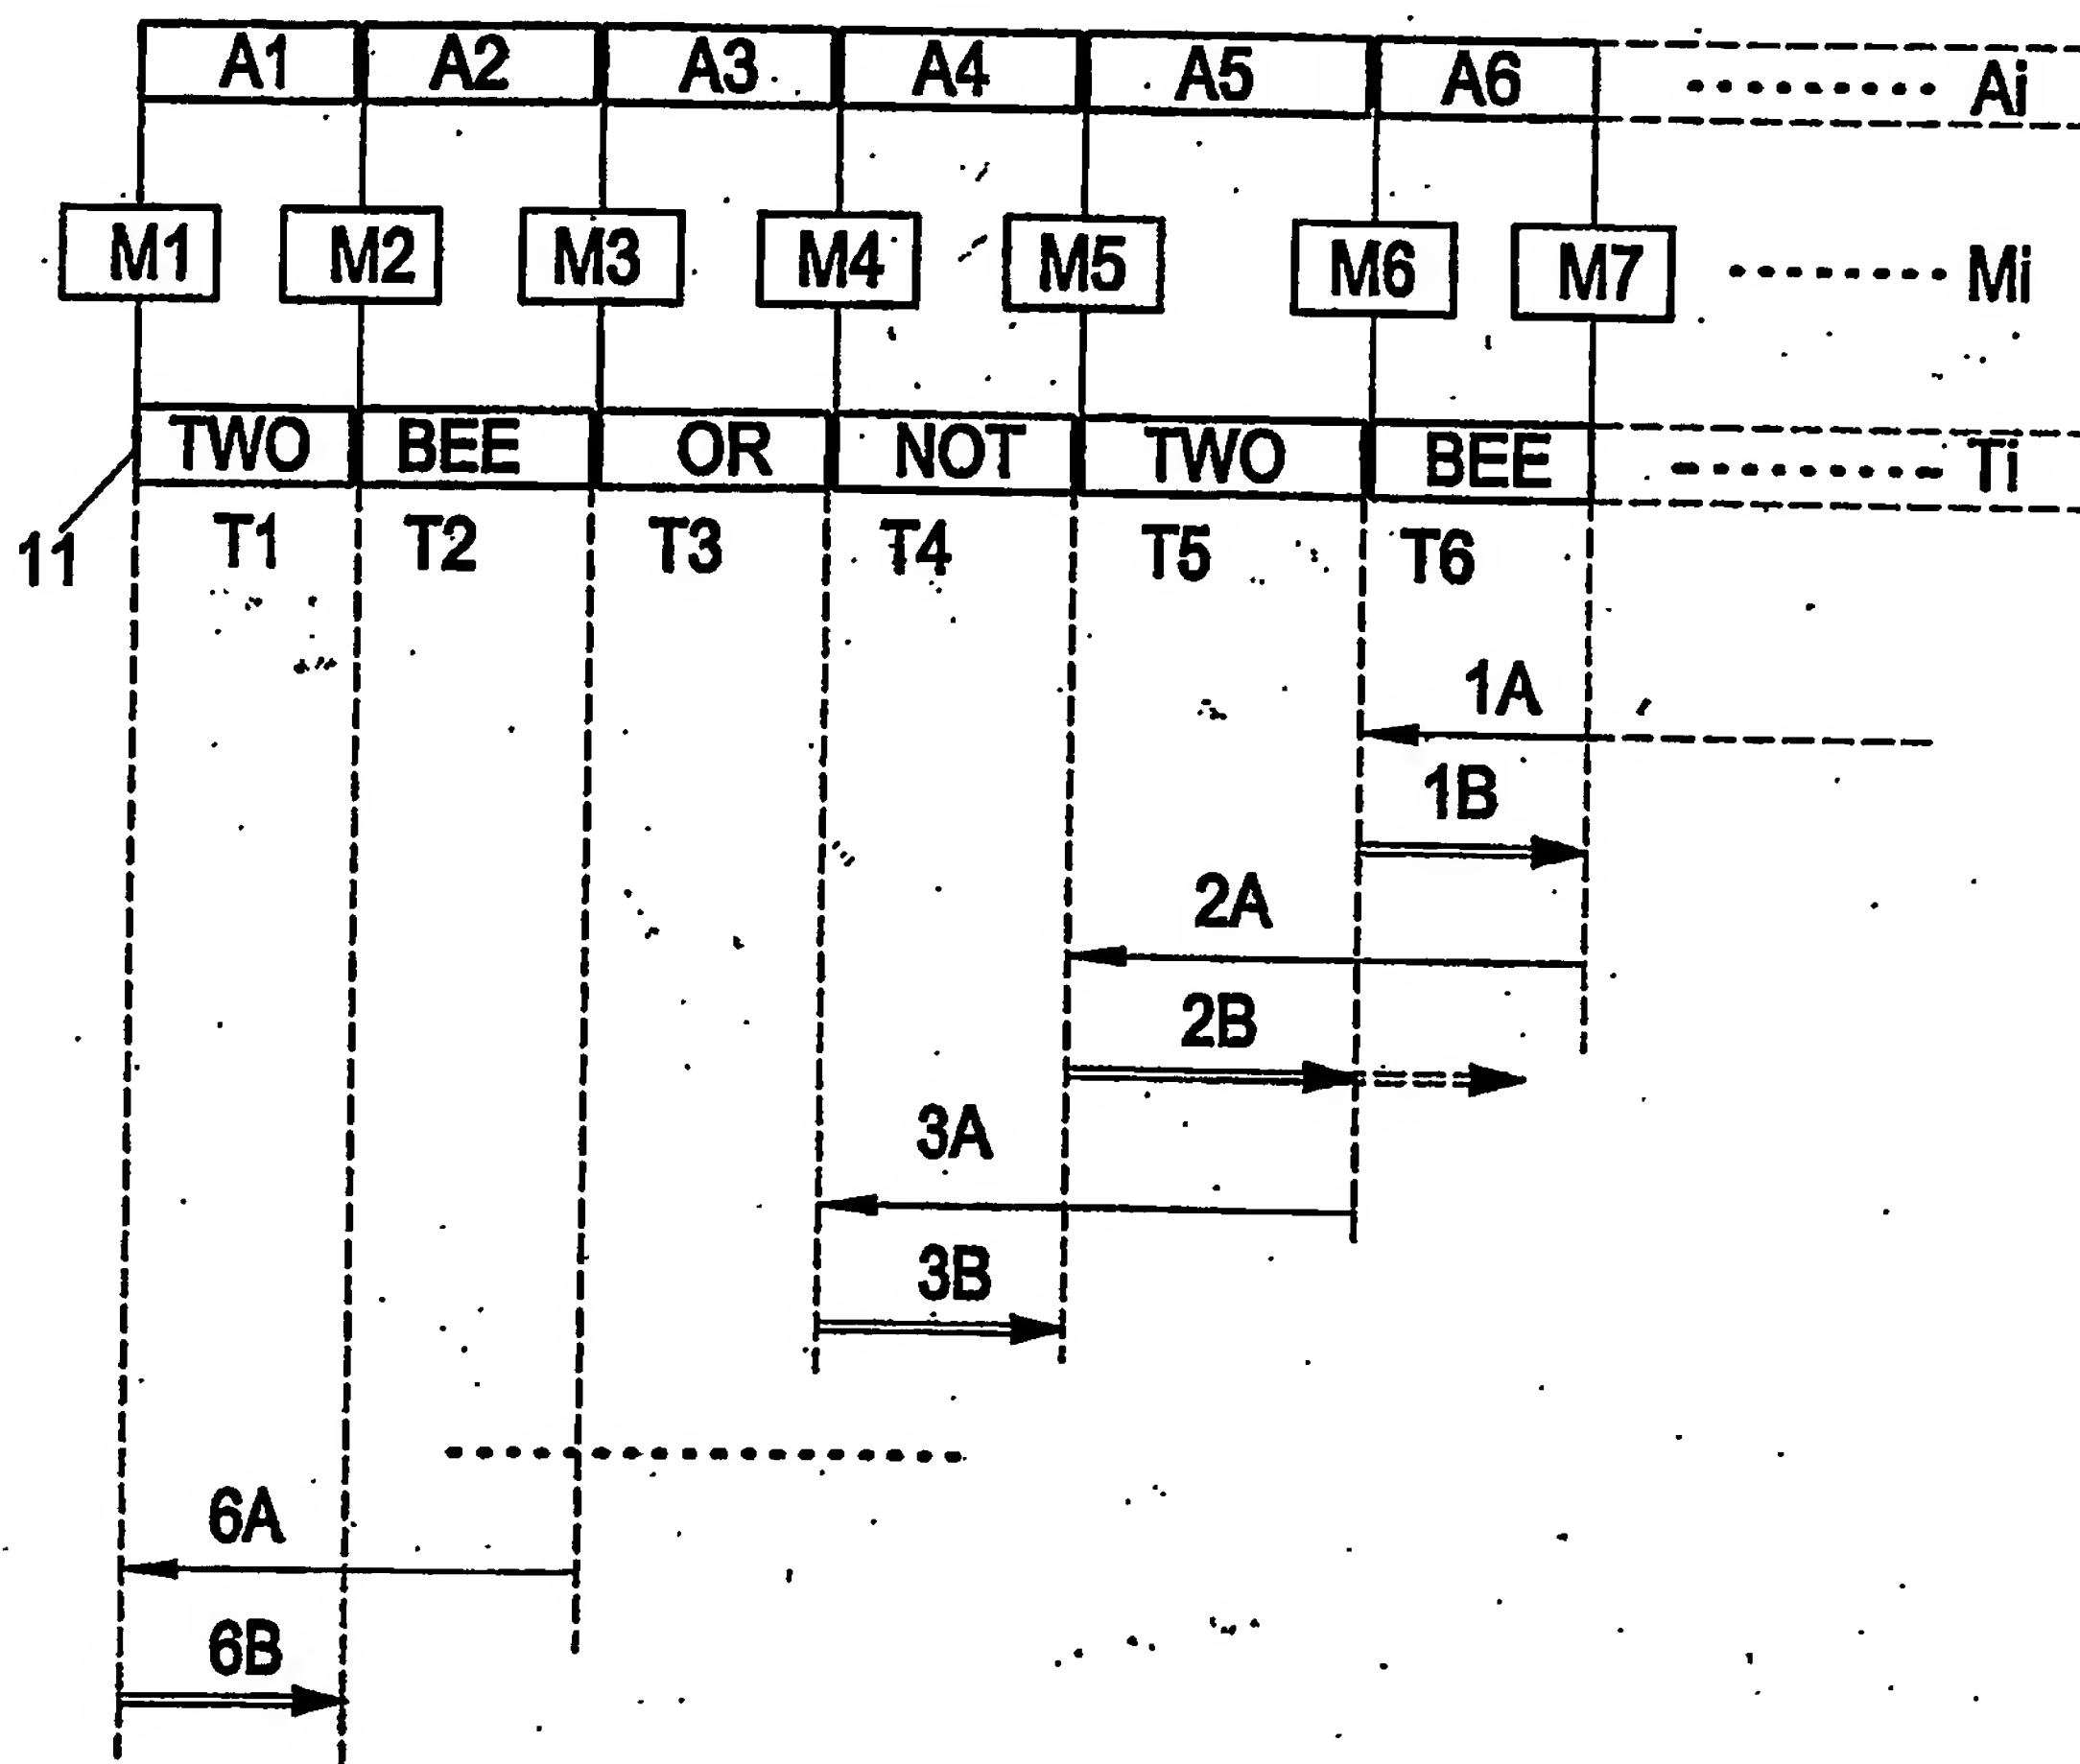 A1 A2 A3 A4 A5 A6 Ai
M1 M2 M3 M4 M5 M6 M7 Mi
TWO BEE OR NOT TWO BEE Ti
11 T1 T2 T3 T4 T5 T6
1A
1B
2A
2B
3A
3B
6A
6B